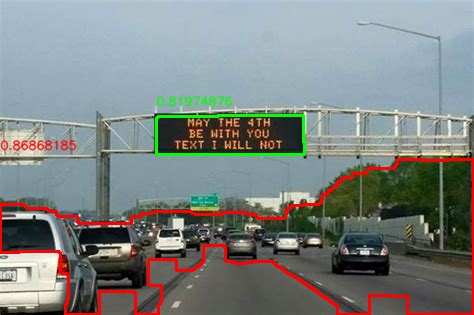 0.81974876
MAY THE 4TH
BE WITH YOU
TEXT I WILL NOT
0.86868185